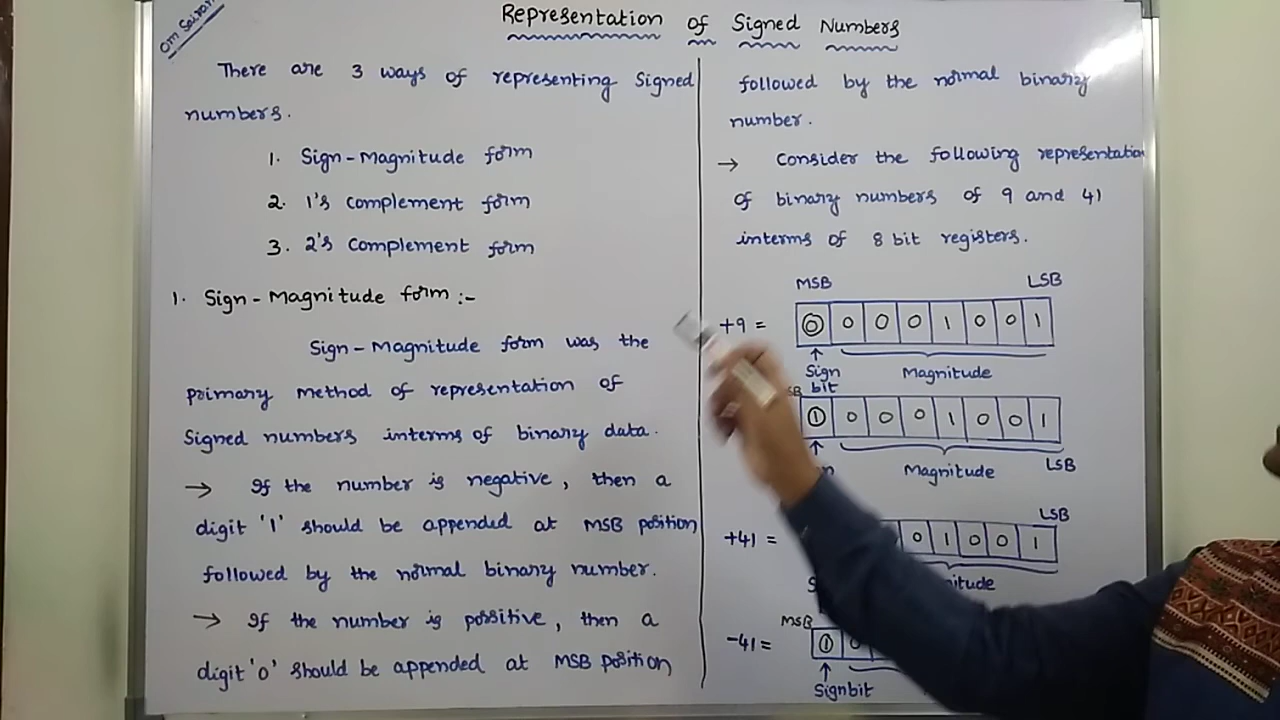 Om Sairam
Representation of Signed Numbers
There are 3 ways of representing Signed
numbers.
1. Sign-Magnitude form
2. 1's complement form
3. 2's complement form
1. Sign-Magnitude form :-
Sign-Magnitude form was the
primary method of representation of
Signed numbers interms of binary data.
→ If the number is negative, then a
digit '1' should be appended at MSB position
followed by the normal binary number.
→ If the number is possitive, then a
digit '0' should be appended at MSB position
followed by the normal binary
number.
→ Consider the following representation
of binary numbers of 9 and 41
interms of 8 bit registers.
MSB LSB
+9 = 0 0 0 0 1 0 0 1
Sign bit Magnitude
1 0 0 0 1 0 0 1
Magnitude LSB
LSB
+41 = 0 1 0 0 1
MSB
-41 = 1 0
Signbit